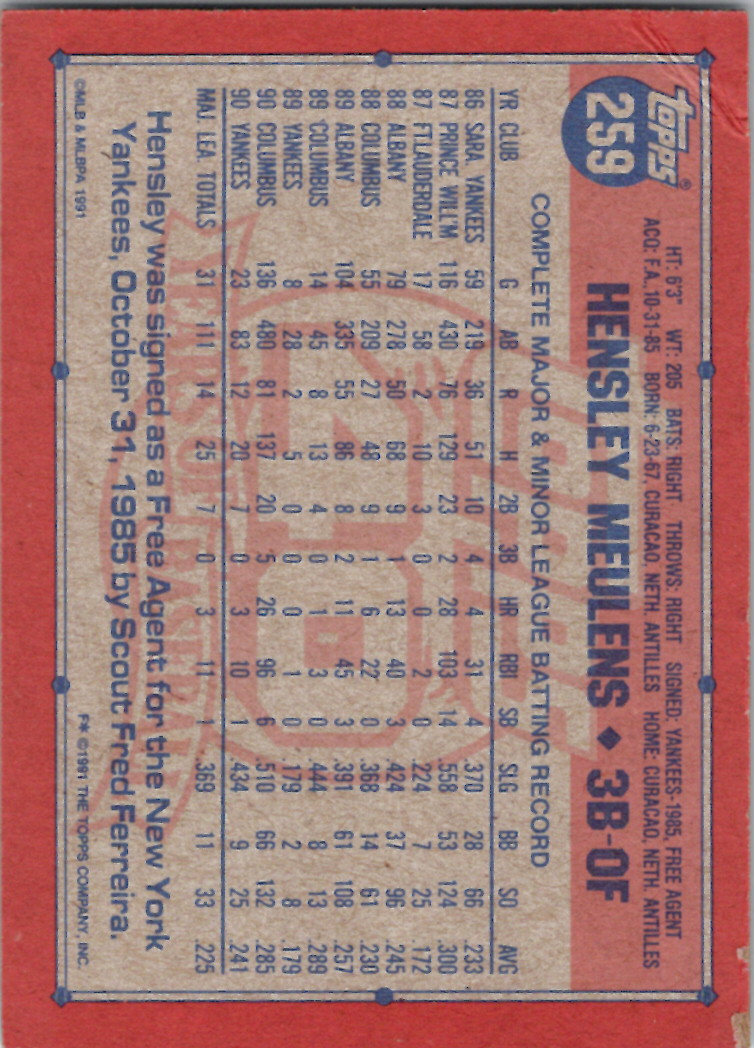 topps®
259
HT: 6'3" WT: 205 BATS: RIGHT THROWS: RIGHT SIGNED: YANKEES-1985, FREE AGENT
ACQ: F.A., 10-31-85 BORN: 6-23-67, CURACAO, NETH. ANTILLES HOME: CURACAO, NETH. ANTILLES
HENSLEY MEULENS ♦ 3B-OF
COMPLETE MAJOR & MINOR LEAGUE BATTING RECORD
YR CLUB G AB R H 2B 3B HR RBI SB SLG BB SO AVG
86 SARA. YANKEES 59 219 36 51 10 4 4 31 4 .370 28 66 .233
87 PRINCE WILL'M 116 430 76 129 23 2 28 103 14 .558 53 124 .300
87 FT.LAUDERDALE 17 58 2 10 3 0 0 2 0 .224 7 25 .172
88 ALBANY 79 278 50 68 9 1 13 40 3 .424 37 96 .245
88 COLUMBUS 55 209 27 48 9 1 6 22 0 .368 14 61 .230
89 ALBANY 104 335 55 86 8 2 11 45 3 .391 61 108 .257
89 COLUMBUS 14 45 8 13 4 0 1 3 0 .444 8 13 .289
89 YANKEES 8 28 2 5 0 0 0 1 0 .179 2 8 .179
90 COLUMBUS 136 480 81 137 20 5 26 96 6 .510 66 132 .285
90 YANKEES 23 83 12 20 7 0 3 10 1 .434 9 25 .241
MAJ. LEA. TOTALS 31 111 14 25 7 0 3 11 1 .369 11 33 .225
Hensley was signed as a Free Agent for the New York
Yankees, October 31, 1985 by Scout Fred Ferreira.
©MLB & MLBPA 1991
F* ©1991 THE TOPPS COMPANY, INC.
topps
40
YEARS OF BASEBALL